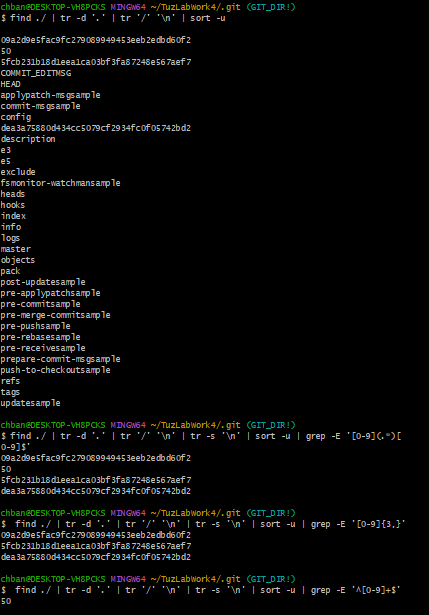 chban@DESKTOP-VH8PCKS MINGW64 ~/TuzLabWork4/.git (GIT_DIR!)
$ find ./ | tr -d '.' | tr '/' '\n' | sort -u

09a2d9e5fac9fc279089949453eeb2edbd60f2
50
5fcb231b18d1eea1ca03bf3fa87248e567aef7
COMMIT_EDITMSG
HEAD
applypatch-msgsample
commit-msgsample
config
dea3a75880d434cc5079cf2934fc0f05742bd2
description
e3
e5
exclude
fsmonitor-watchmansample
heads
hooks
index
info
logs
master
objects
pack
post-updatesample
pre-applypatchsample
pre-commitsample
pre-merge-commitsample
pre-pushsample
pre-rebasesample
pre-receivesample
prepare-commit-msgsample
push-to-checkoutsample
refs
tags
updatesample

chban@DESKTOP-VH8PCKS MINGW64 ~/TuzLabWork4/.git (GIT_DIR!)
$ find ./ | tr -d '.' | tr '/' '\n' | tr -s '\n' | sort -u | grep -E '[0-9](.*)[
0-9]$'
09a2d9e5fac9fc279089949453eeb2edbd60f2
50
5fcb231b18d1eea1ca03bf3fa87248e567aef7
dea3a75880d434cc5079cf2934fc0f05742bd2

chban@DESKTOP-VH8PCKS MINGW64 ~/TuzLabWork4/.git (GIT_DIR!)
$  find ./ | tr -d '.' | tr '/' '\n' | tr -s '\n' | sort -u | grep -E '[0-9]{3,}'
09a2d9e5fac9fc279089949453eeb2edbd60f2
5fcb231b18d1eea1ca03bf3fa87248e567aef7
dea3a75880d434cc5079cf2934fc0f05742bd2

chban@DESKTOP-VH8PCKS MINGW64 ~/TuzLabWork4/.git (GIT_DIR!)
$  find ./ | tr -d '.' | tr '/' '\n' | tr -s '\n' | sort -u | grep -E '^[0-9]+$'
50